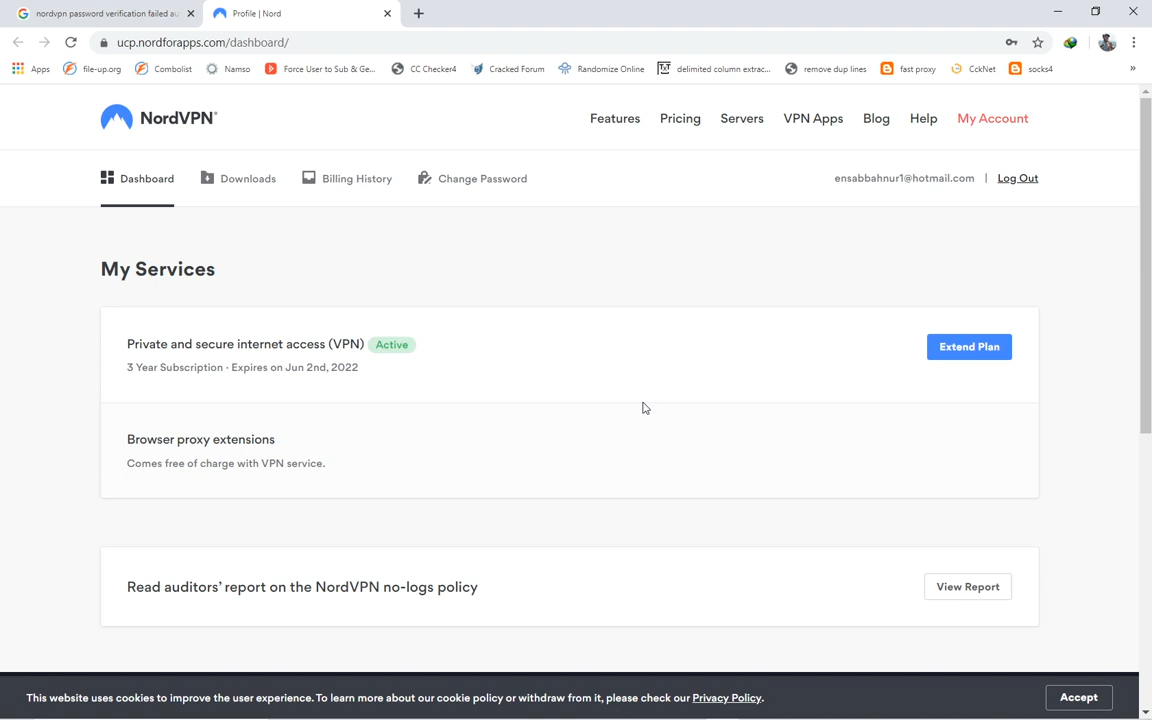 nordvpn password verification failed au
Profile | Nord
ucp.nordforapps.com/dashboard/
Apps file-up.org Combolist Namso Force User to Sub & Ge... CC Checker4 Cracked Forum Randomize Online delimited column extrac... remove dup lines fast proxy CckNet socks4 »
NordVPN®
Features Pricing Servers VPN Apps Blog Help My Account
Dashboard Downloads Billing History Change Password ensabbahnur1@hotmail.com | Log Out
My Services
Private and secure internet access (VPN) Active
3 Year Subscription · Expires on Jun 2nd, 2022
Extend Plan
Browser proxy extensions
Comes free of charge with VPN service.
Read auditors’ report on the NordVPN no-logs policy
View Report
This website uses cookies to improve the user experience. To learn more about our cookie policy or withdraw from it, please check our Privacy Policy.
Accept